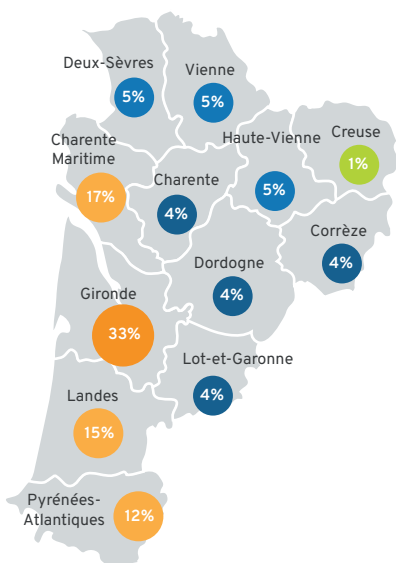 Deux-Sèvres
5%
Vienne
5%
Haute-Vienne
5%
Creuse
1%
Charente
Maritime
17%
Charente
4%
Corrèze
4%
Dordogne
4%
Gironde
33%
Lot-et-Garonne
4%
Landes
15%
Pyrénées-
Atlantiques
12%